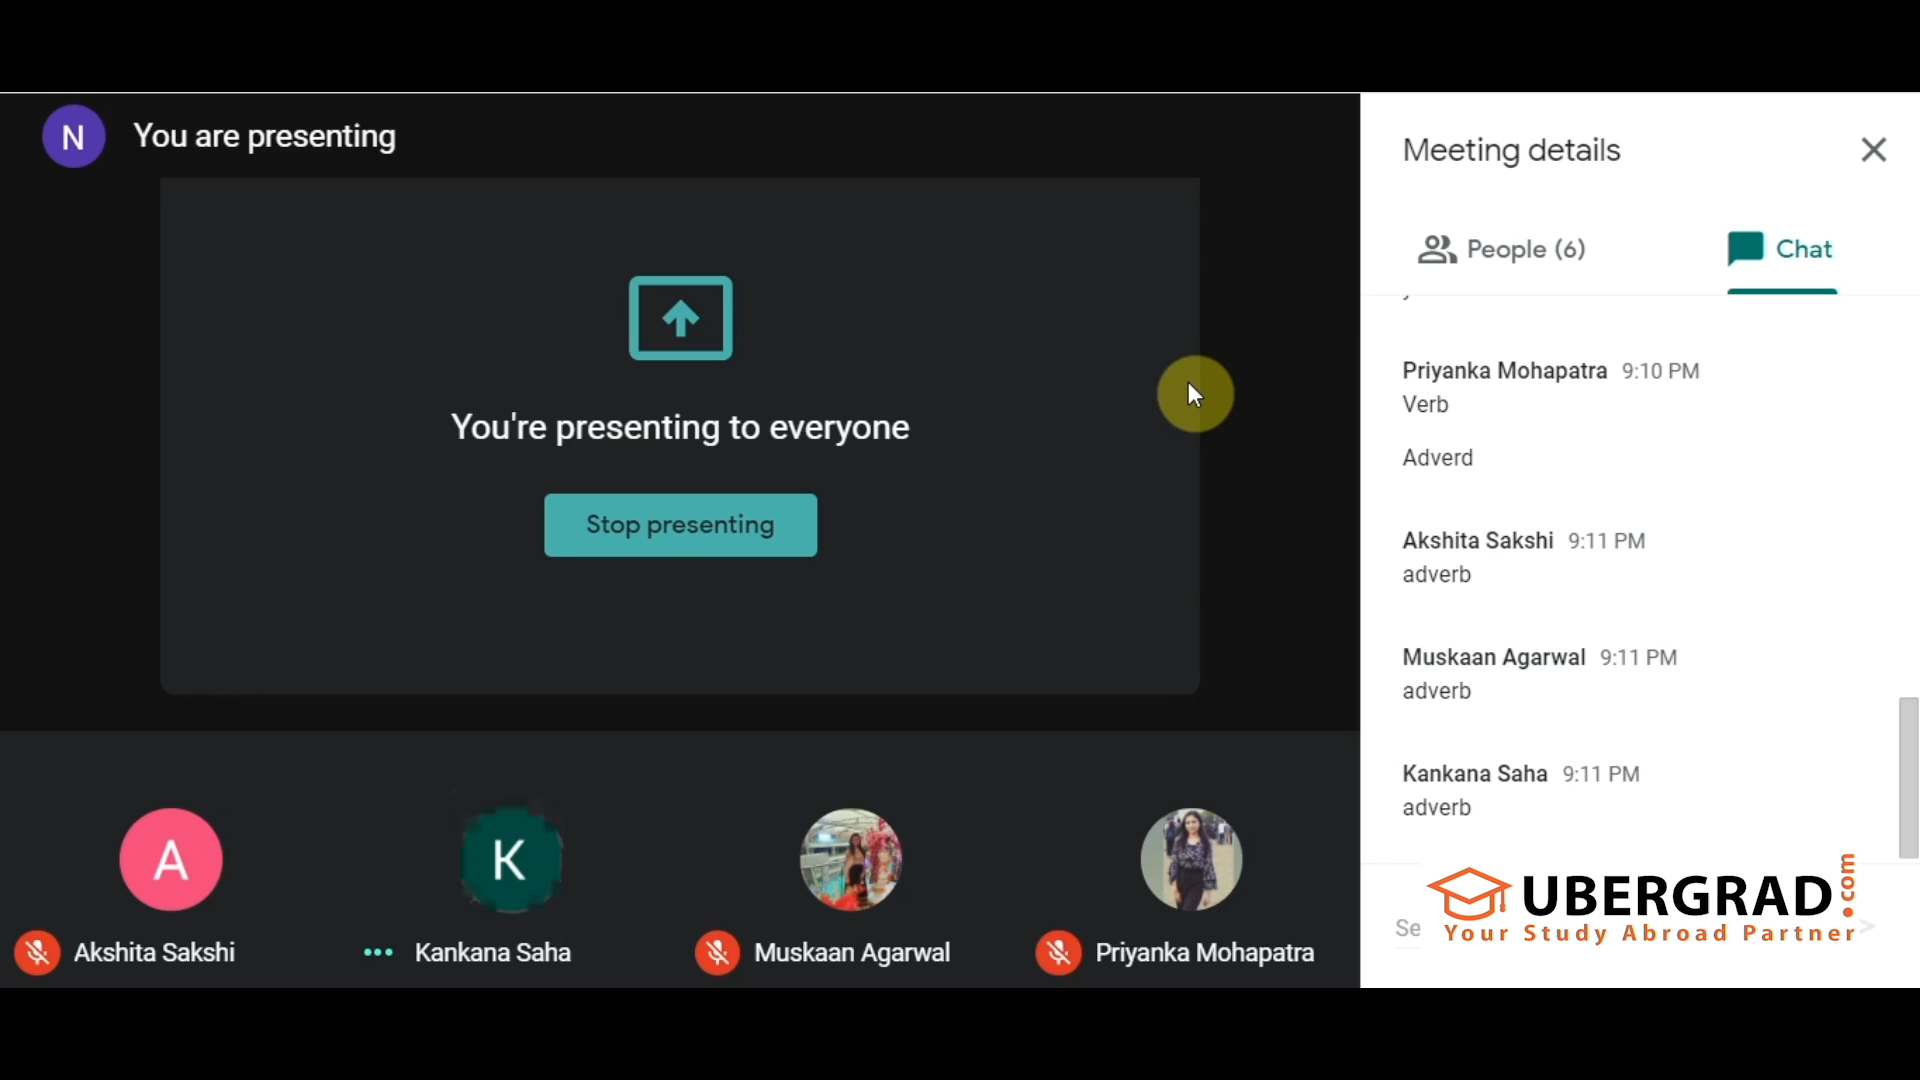 N You are presenting
You're presenting to everyone
Stop presenting
A
K
Akshita Sakshi
Kankana Saha
Muskaan Agarwal
Priyanka Mohapatra
Meeting details
People (6)
Chat
Priyanka Mohapatra 9:10 PM
Verb
Adverd
Akshita Sakshi 9:11 PM
adverb
Muskaan Agarwal 9:11 PM
adverb
Kankana Saha 9:11 PM
adverb
Se
UBERGRAD.com
Your Study Abroad Partner